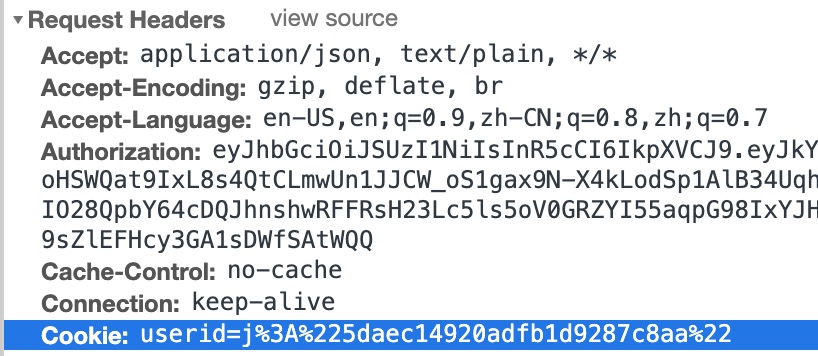 ▾Request Headers view source
Accept: application/json, text/plain, */*
Accept-Encoding: gzip, deflate, br
Accept-Language: en-US,en;q=0.9,zh-CN;q=0.8,zh;q=0.7
Authorization: eyJhbGciOiJSUzI1NiIsInR5cCI6IkpXVCJ9.eyJkY
oHSWQat9IxL8s4QtCLmwUn1JJCW_oS1gax9N-X4kLodSp1AlB34Uqh
IO28QpbY64cDQJhnshwRFFRsH23Lc5ls5oV0GRZYI55aqpG98IxYJH
9sZlEFHcy3GA1sDWfSAtWQQ
Cache-Control: no-cache
Connection: keep-alive
Cookie: userid=j%3A%225daec14920adfb1d9287c8aa%22